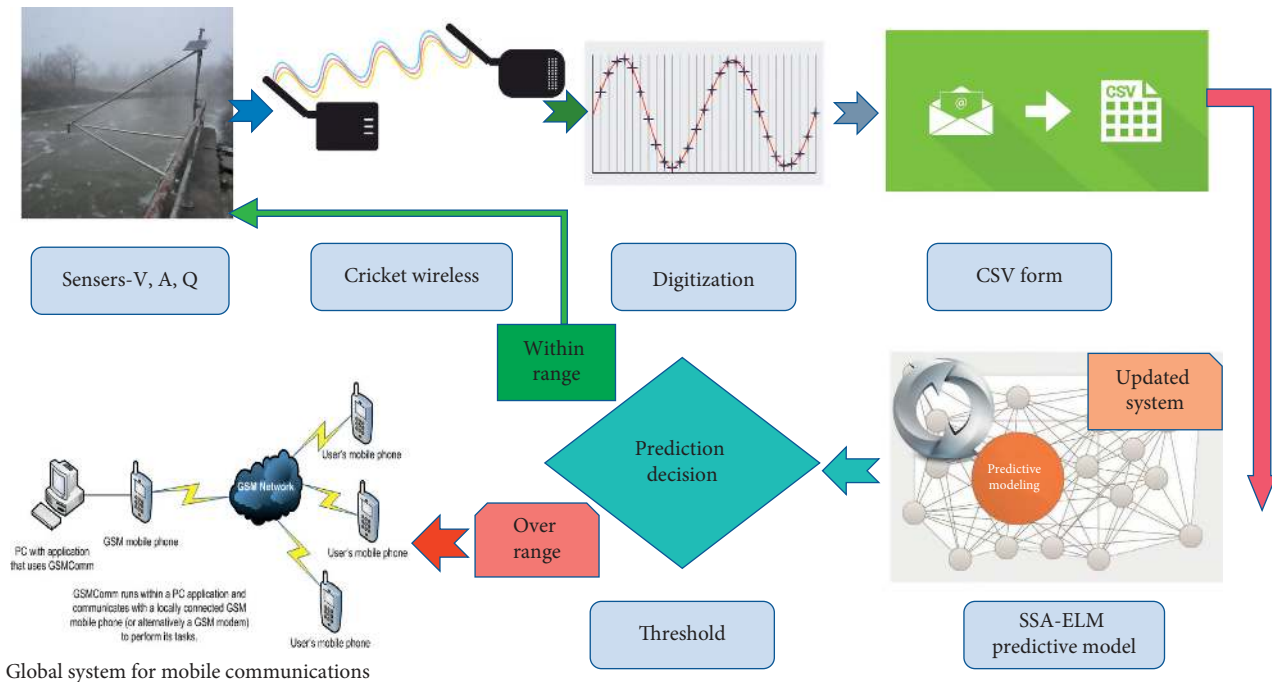 @
CSV
Sensers-V, A, Q
Cricket wireless
Digitization
CSV form
Within
range
Updated
system
Prediction
decision
Predictive
modeling
User's mobile phone
GSM Network
Over
range
PC with application
that uses GSMComm
GSM mobile phone
User's mobile phone
GSMComm runs within a PC application and
communicates with a locally connected GSM
mobile phone (or alternatively a GSM modem)
to perform its tasks.
User's mobile phone
Threshold
SSA-ELM
predictive model
Global system for mobile communications